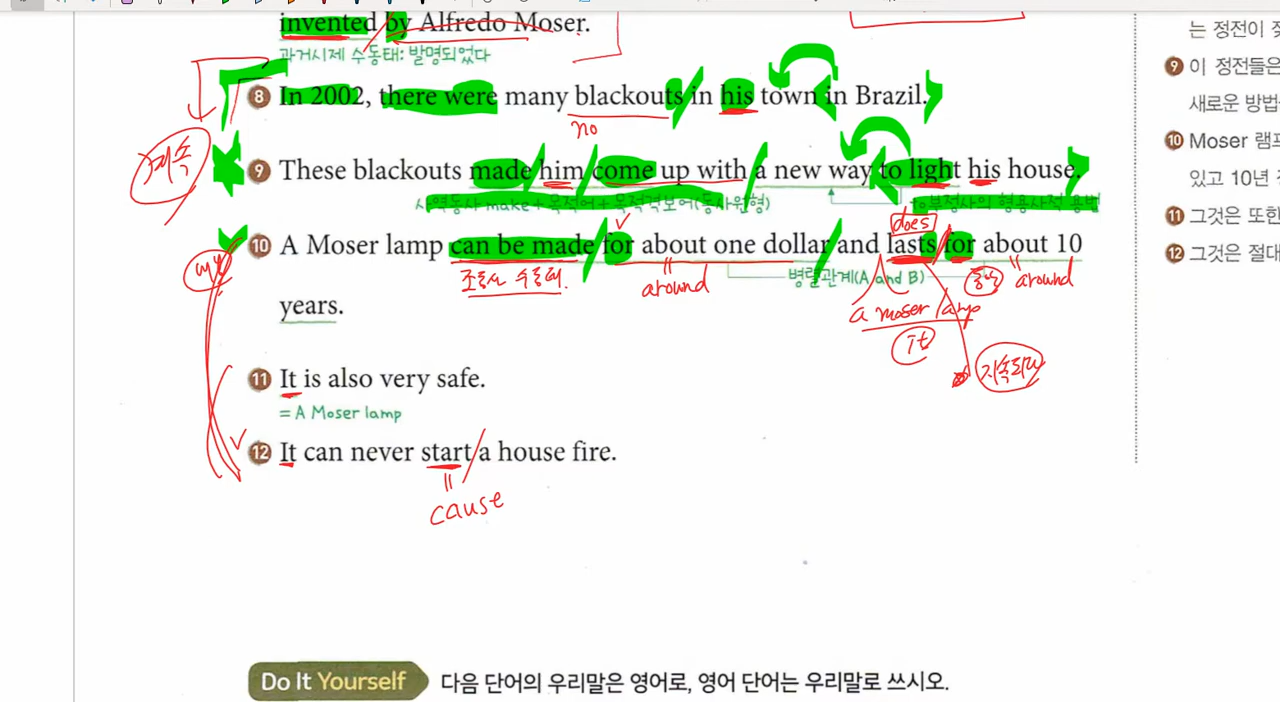 invented by Alfredo Moser.
과거시제 수동태: 발명되었다
8 In 2002, there were many blackouts in his town in Brazil.
no
계속
9 These blackouts made him come up with a new way to light his house.
사역동사 make + 목적어 + 목적격보어(동사원형)
to부정사의 형용사적 용법
does
10 A Moser lamp can be made for about one dollar and lasts for about 10
조동사 수동태.
around
병렬관계(A and B)
동안
around
years.
a moser lamp
It
지속되다
11 It is also very safe.
= A Moser lamp
12 It can never start a house fire.
cause
는 정전이
9 이 정전들은
새로운 방법
10 Moser 램프
있고 10년
11 그것은 또한
12 그것은 절대
Do It Yourself 다음 단어의 우리말은 영어로, 영어 단어는 우리말로 쓰시오.